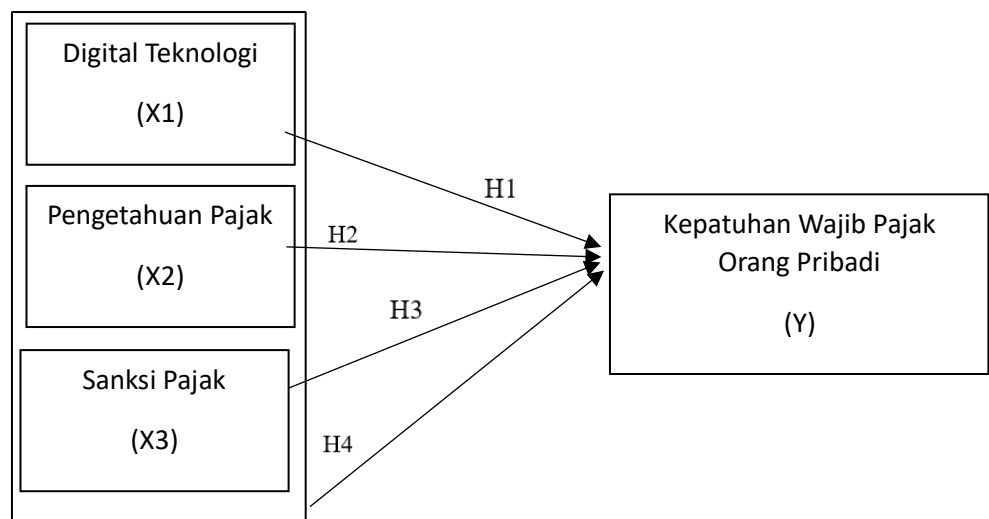 Digital Teknologi
(X1)
Pengetahuan Pajak
(X2)
Sanksi Pajak
(X3)
H1
H2
H3
H4
Kepatuhan Wajib Pajak
Orang Pribadi
(Y)